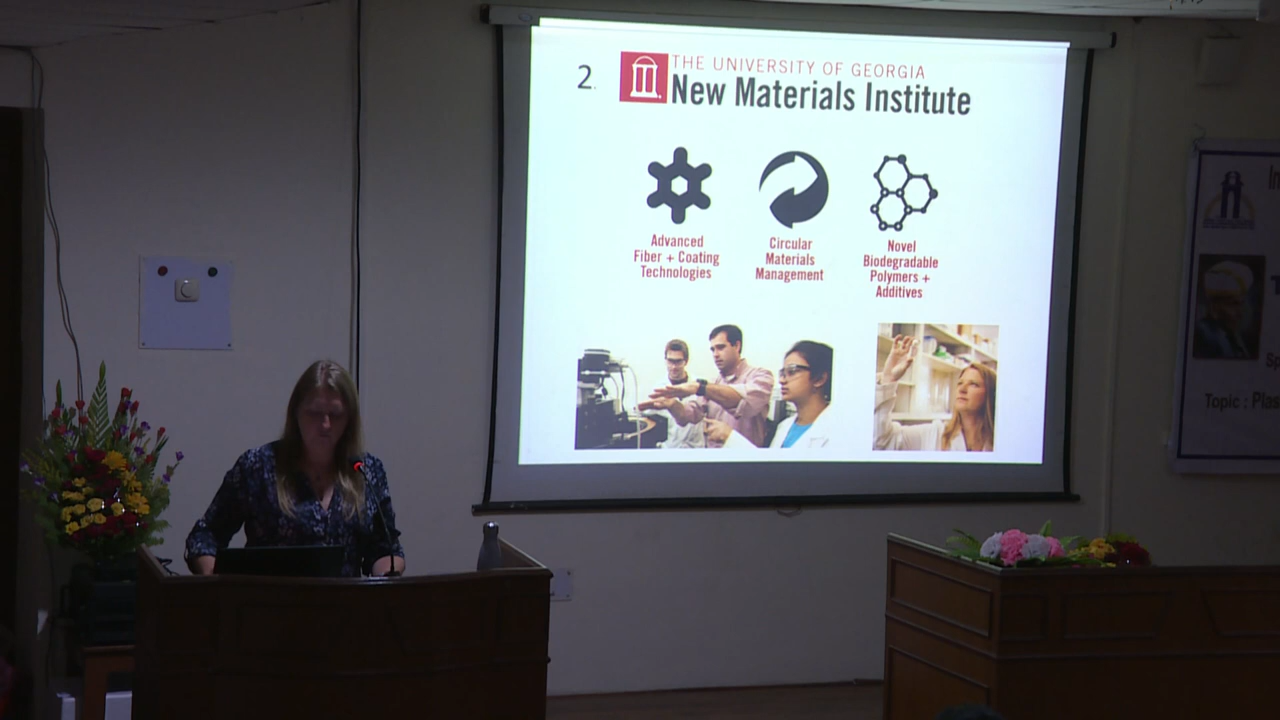 2.
THE UNIVERSITY OF GEORGIA
New Materials Institute
Advanced
Fiber + Coating
Technologies
Circular
Materials
Management
Novel
Biodegradable
Polymers +
Additives
Topic :